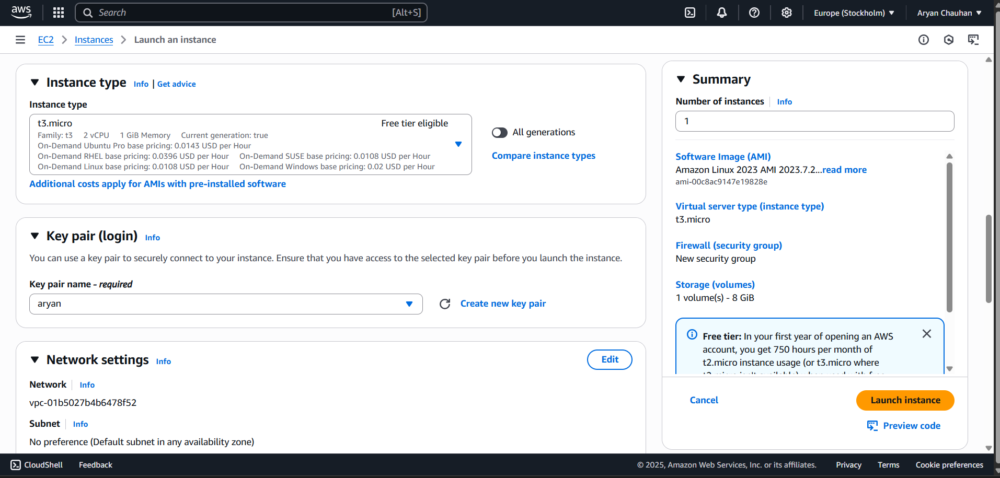 aws
Search
[Alt+S]
Europe (Stockholm)
Aryan Chauhan
EC2
Instances
Launch an instance
Instance type
Info
| Get advice
Instance type
t3.micro
Free tier eligible
Family: t3 2 vCPU 1 GiB Memory Current generation: true
On-Demand Ubuntu Pro base pricing: 0.0143 USD per Hour
On-Demand RHEL base pricing: 0.0396 USD per Hour On-Demand SUSE base pricing: 0.0108 USD per Hour
On-Demand Linux base pricing: 0.0108 USD per Hour On-Demand Windows base pricing: 0.02 USD per Hour
All generations
Compare instance types
Additional costs apply for AMIs with pre-installed software
Key pair (login)
Info
You can use a key pair to securely connect to your instance. Ensure that you have access to the selected key pair before you launch the instance.
Key pair name - required
aryan
Create new key pair
Network settings
Info
Edit
Network
Info
vpc-01b5027b4b6478f52
Subnet
Info
No preference (Default subnet in any availability zone)
Summary
Number of instances
Info
1
Software Image (AMI)
Amazon Linux 2023 AMI 2023.7.2...read more
ami-00c8ac9147e19828e
Virtual server type (instance type)
t3.micro
Firewall (security group)
New security group
Storage (volumes)
1 volume(s) - 8 GiB
Free tier: In your first year of opening an AWS
account, you get 750 hours per month of
t2.micro instance usage (or t3.micro where
t2.micro isn't available) when used with free
Cancel
Launch instance
Preview code
CloudShell
Feedback
© 2025, Amazon Web Services, Inc. or its affiliates.
Privacy
Terms
Cookie preferences